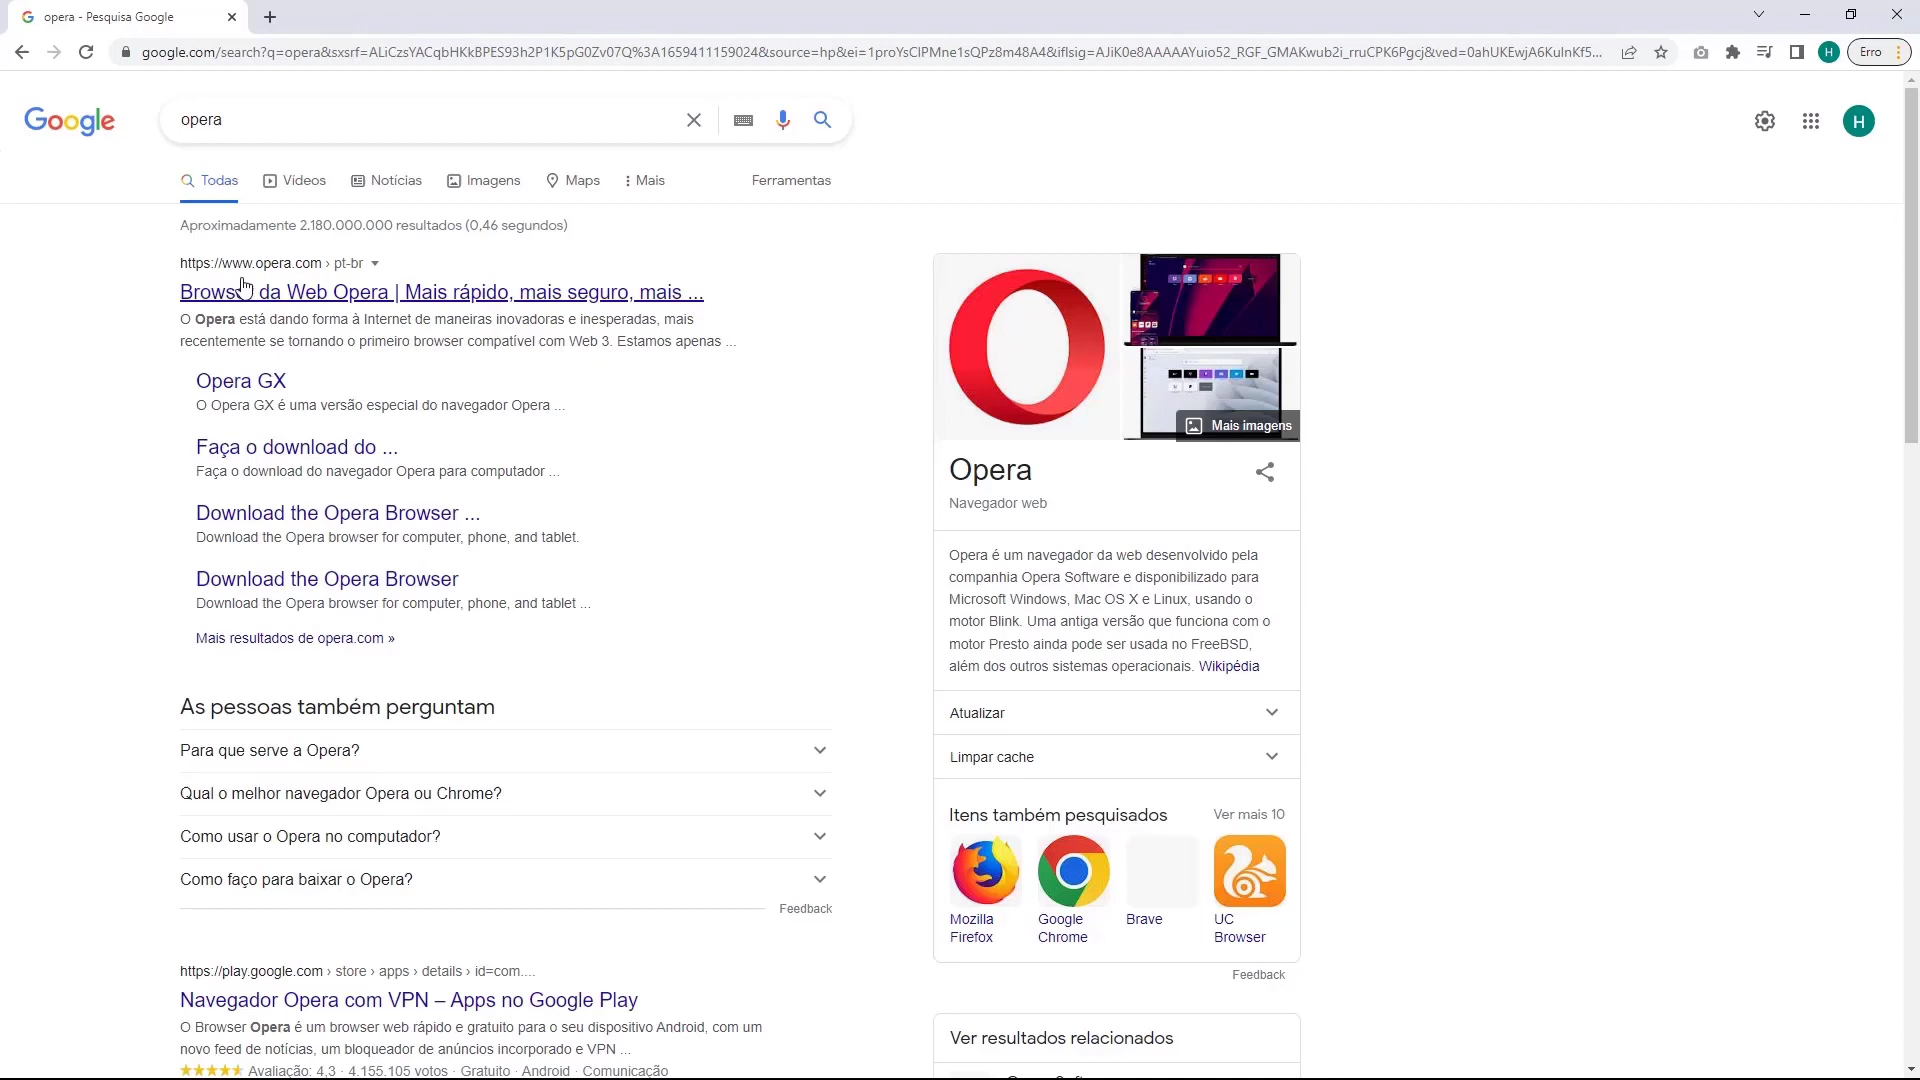 opera - Pesquisa Google
google.com/search?q=opera&sxsrf=ALiCzsYACqbHKkBPES93h2P1K5pG0Zv07Q%3A1659411159024&source=hp&ei=1proYsClPMne1sQPz8m48A4&iflsig=AJiK0e8AAAAAYuio52_RGF_GMAKwub2i_rruCPK6Pgcj&ved=0ahUKEwjA6KulnKf5...
H
Erro
Google
opera
H
Todas
Vídeos
Notícias
Imagens
Maps
Mais
Ferramentas
Aproximadamente 2.180.000.000 resultados (0,46 segundos)
https://www.opera.com › pt-br
Browser da Web Opera | Mais rápido, mais seguro, mais ...
O Opera está dando forma à Internet de maneiras inovadoras e inesperadas, mais
recentemente se tornando o primeiro browser compatível com Web 3. Estamos apenas ...
Opera GX
O Opera GX é uma versão especial do navegador Opera ...
Faça o download do ...
Faça o download do navegador Opera para computador ...
Download the Opera Browser ...
Download the Opera browser for computer, phone, and tablet.
Download the Opera Browser
Download the Opera browser for computer, phone, and tablet ...
Mais resultados de opera.com »
As pessoas também perguntam
Para que serve a Opera?
Qual o melhor navegador Opera ou Chrome?
Como usar o Opera no computador?
Como faço para baixar o Opera?
Feedback
https://play.google.com › store › apps › details › id=com....
Navegador Opera com VPN – Apps no Google Play
O Browser Opera é um browser web rápido e gratuito para o seu dispositivo Android, com um
novo feed de notícias, um bloqueador de anúncios incorporado e VPN ...
Avaliação: 4,3 · 4.155.105 votos · Gratuito · Android · Comunicação
Mais imagens
Opera
Navegador web
Opera é um navegador da web desenvolvido pela
companhia Opera Software e disponibilizado para
Microsoft Windows, Mac OS X e Linux, usando o
motor Blink. Uma antiga versão que funciona com o
motor Presto ainda pode ser usada no FreeBSD,
além dos outros sistemas operacionais. Wikipédia
Atualizar
Limpar cache
Itens também pesquisados
Ver mais 10
Mozilla
Firefox
Google
Chrome
Brave
UC
Browser
Feedback
Ver resultados relacionados